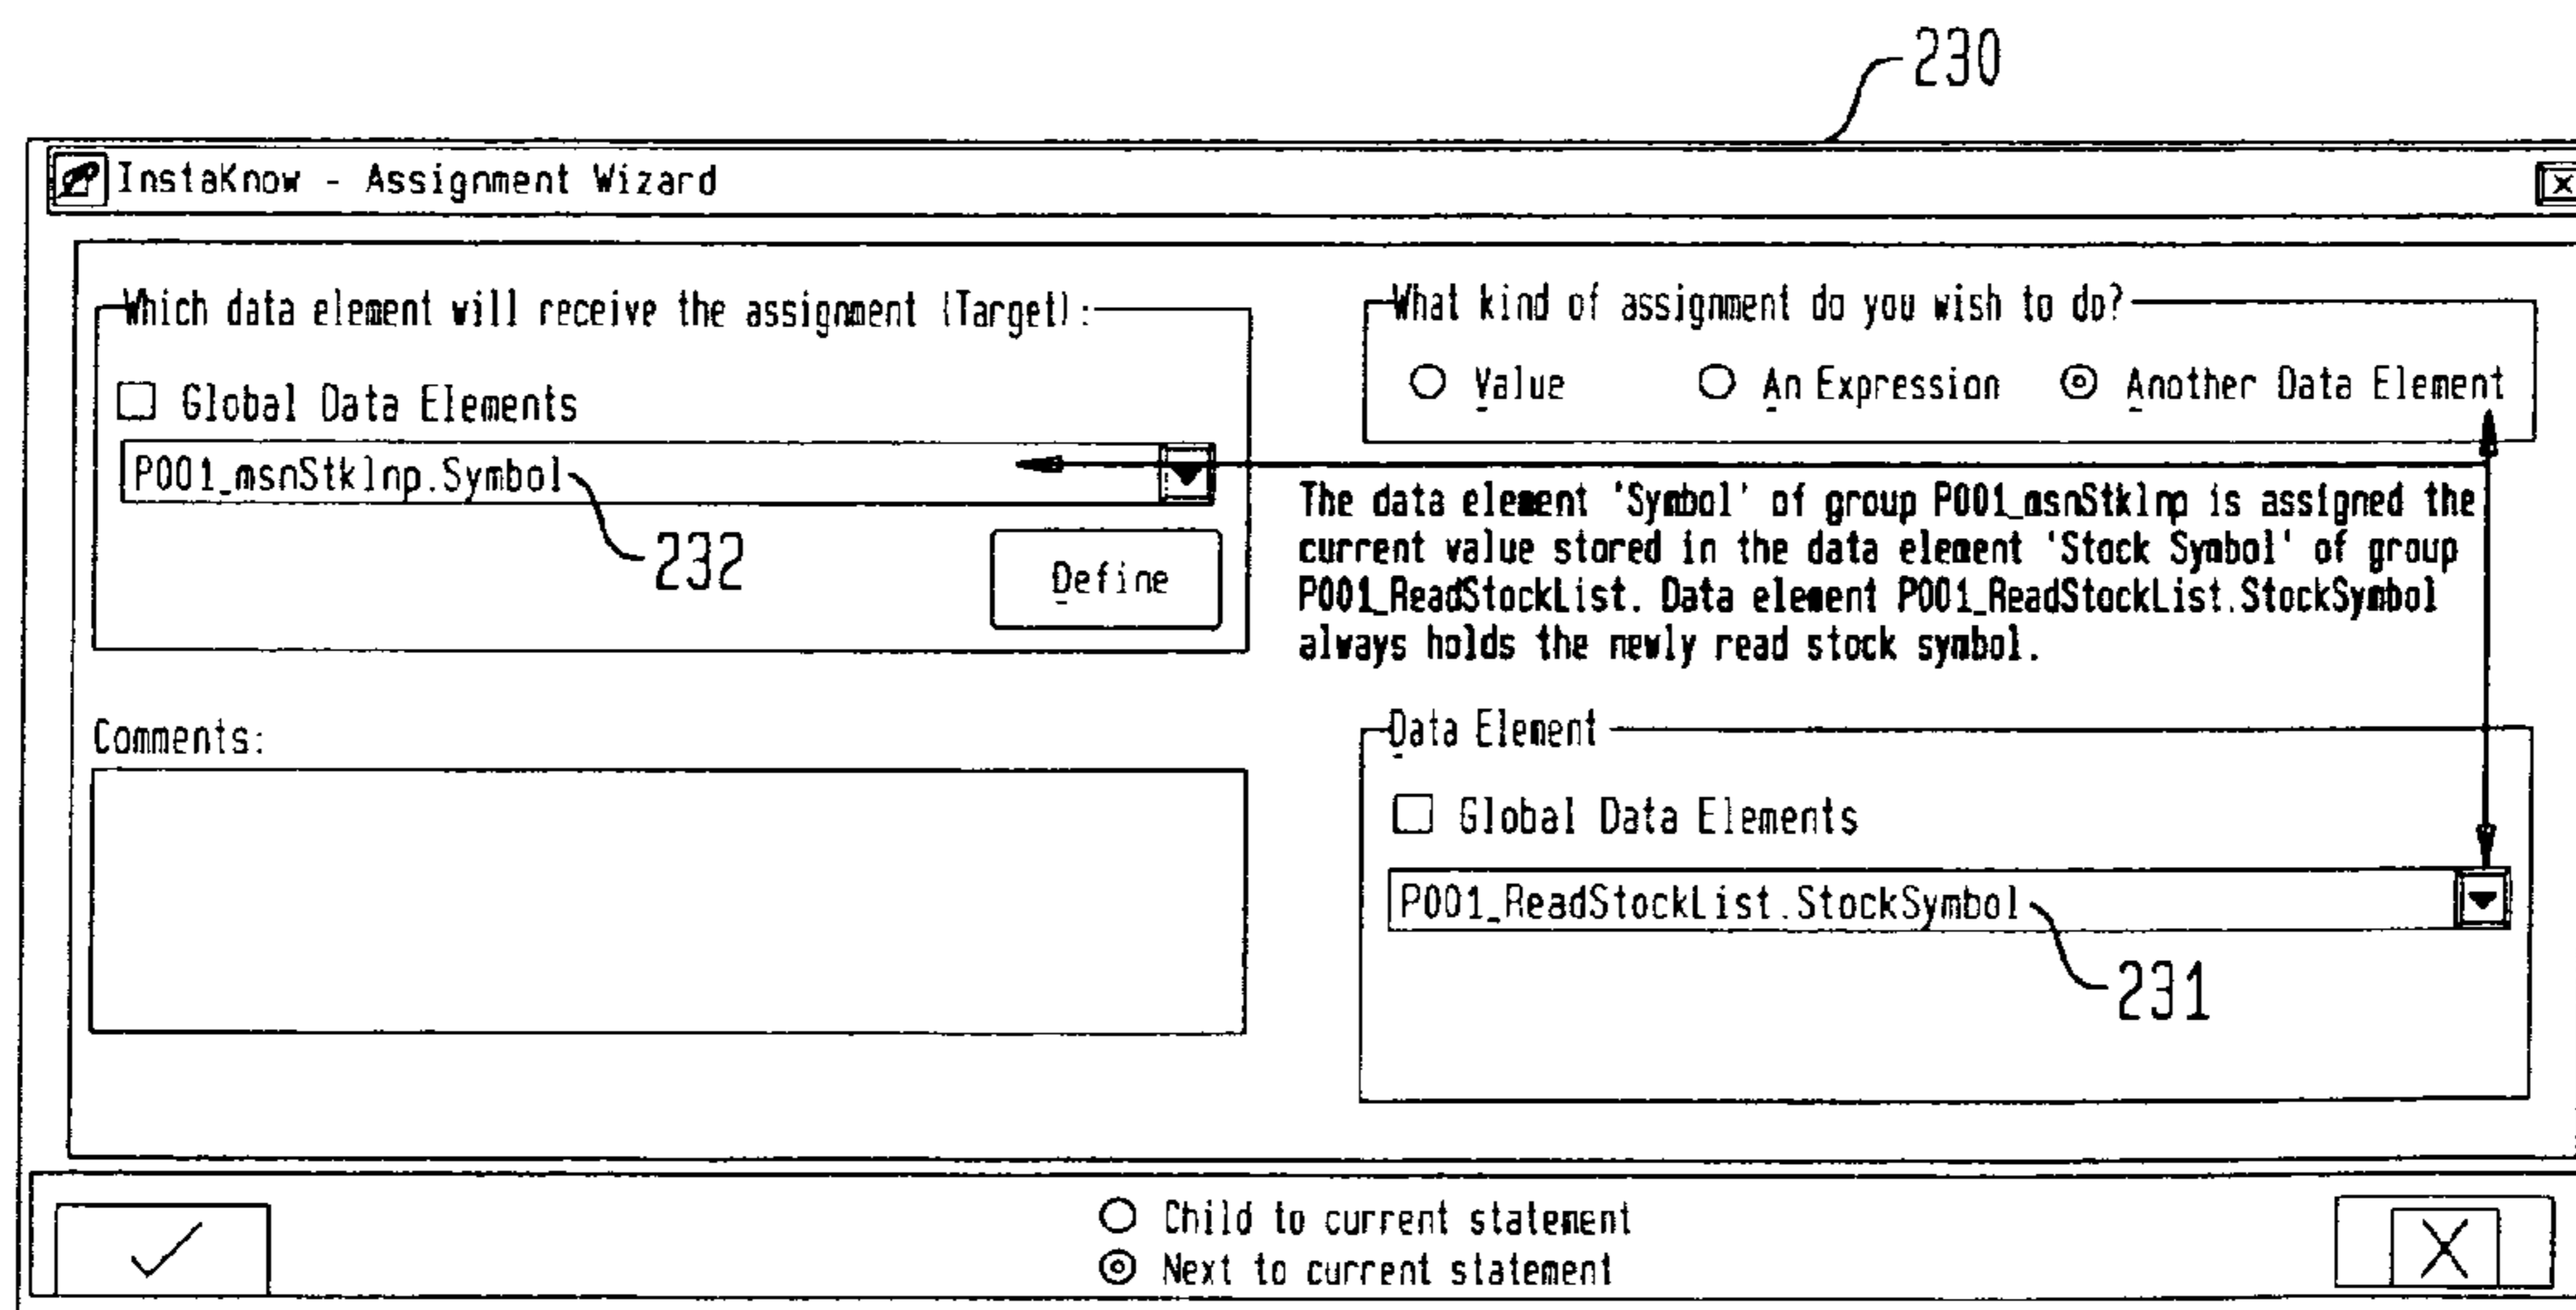 230
InstaKnow - Assignment Wizard
Which data element will receive the assignment (Target):
Global Data Elements
P001_msnStkInp.Symbol
232
Define
What kind of assignment do you wish to do?
Value An Expression Another Data Element
The data element 'Symbol' of group P001_msnStkInp is assigned the
current value stored in the data element 'Stock Symbol' of group
P001_ReadStockList. Data element P001_ReadStockList.StockSymbol
always holds the newly read stock symbol.
Comments:
Data Element
Global Data Elements
P001_ReadStockList.StockSymbol
231
Child to current statement
Next to current statement